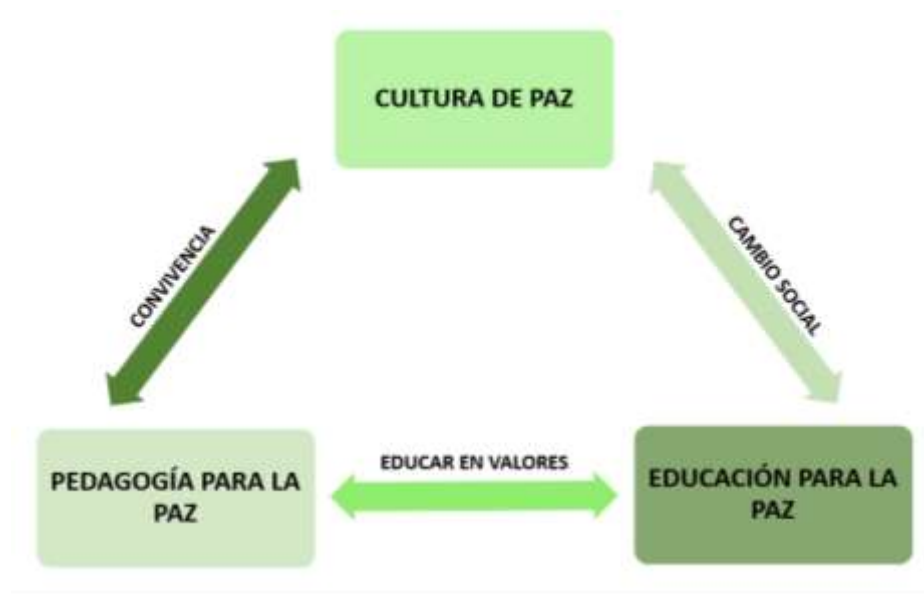 CULTURA DE PAZ
CONVIVENCIA
CAMBIO SOCIAL
PEDAGOGÍA PARA LA
PAZ
EDUCAR EN VALORES
EDUCACIÓN PARA LA
PAZ